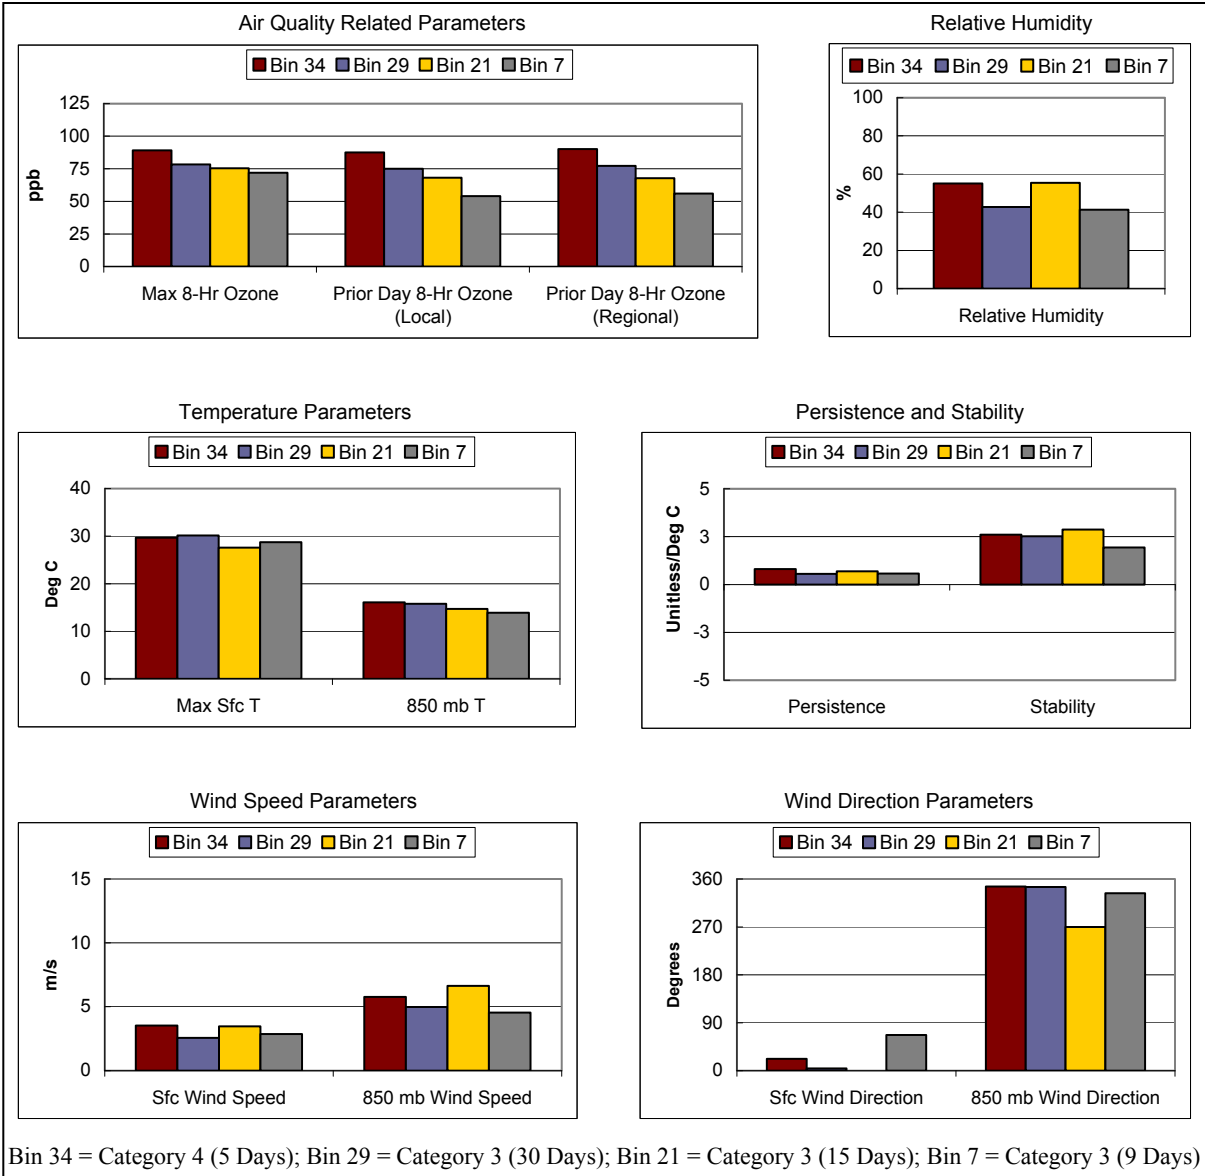 Air Quality Related Parameters
Bin 34 Bin 29 Bin 21 Bin 7
125
100
75
50
25
0
ppb
Max 8-Hr Ozone
Prior Day 8-Hr Ozone
(Local)
Prior Day 8-Hr Ozone
(Regional)
Relative Humidity
Bin 34 Bin 29 Bin 21 Bin 7
100
80
60
40
20
0
%
Relative Humidity
Temperature Parameters
Bin 34 Bin 29 Bin 21 Bin 7
40
30
20
10
0
Deg C
Max Sfc T
850 mb T
Persistence and Stability
Bin 34 Bin 29 Bin 21 Bin 7
5
3
0
-3
-5
Unitless/Deg C
Persistence
Stability
Wind Speed Parameters
Bin 34 Bin 29 Bin 21 Bin 7
15
10
5
0
m/s
Sfc Wind Speed
850 mb Wind Speed
Wind Direction Parameters
Bin 34 Bin 29 Bin 21 Bin 7
360
270
180
90
0
Degrees
Sfc Wind Direction
850 mb Wind Direction
Bin 34 = Category 4 (5 Days); Bin 29 = Category 3 (30 Days); Bin 21 = Category 3 (15 Days); Bin 7 = Category 3 (9 Days)